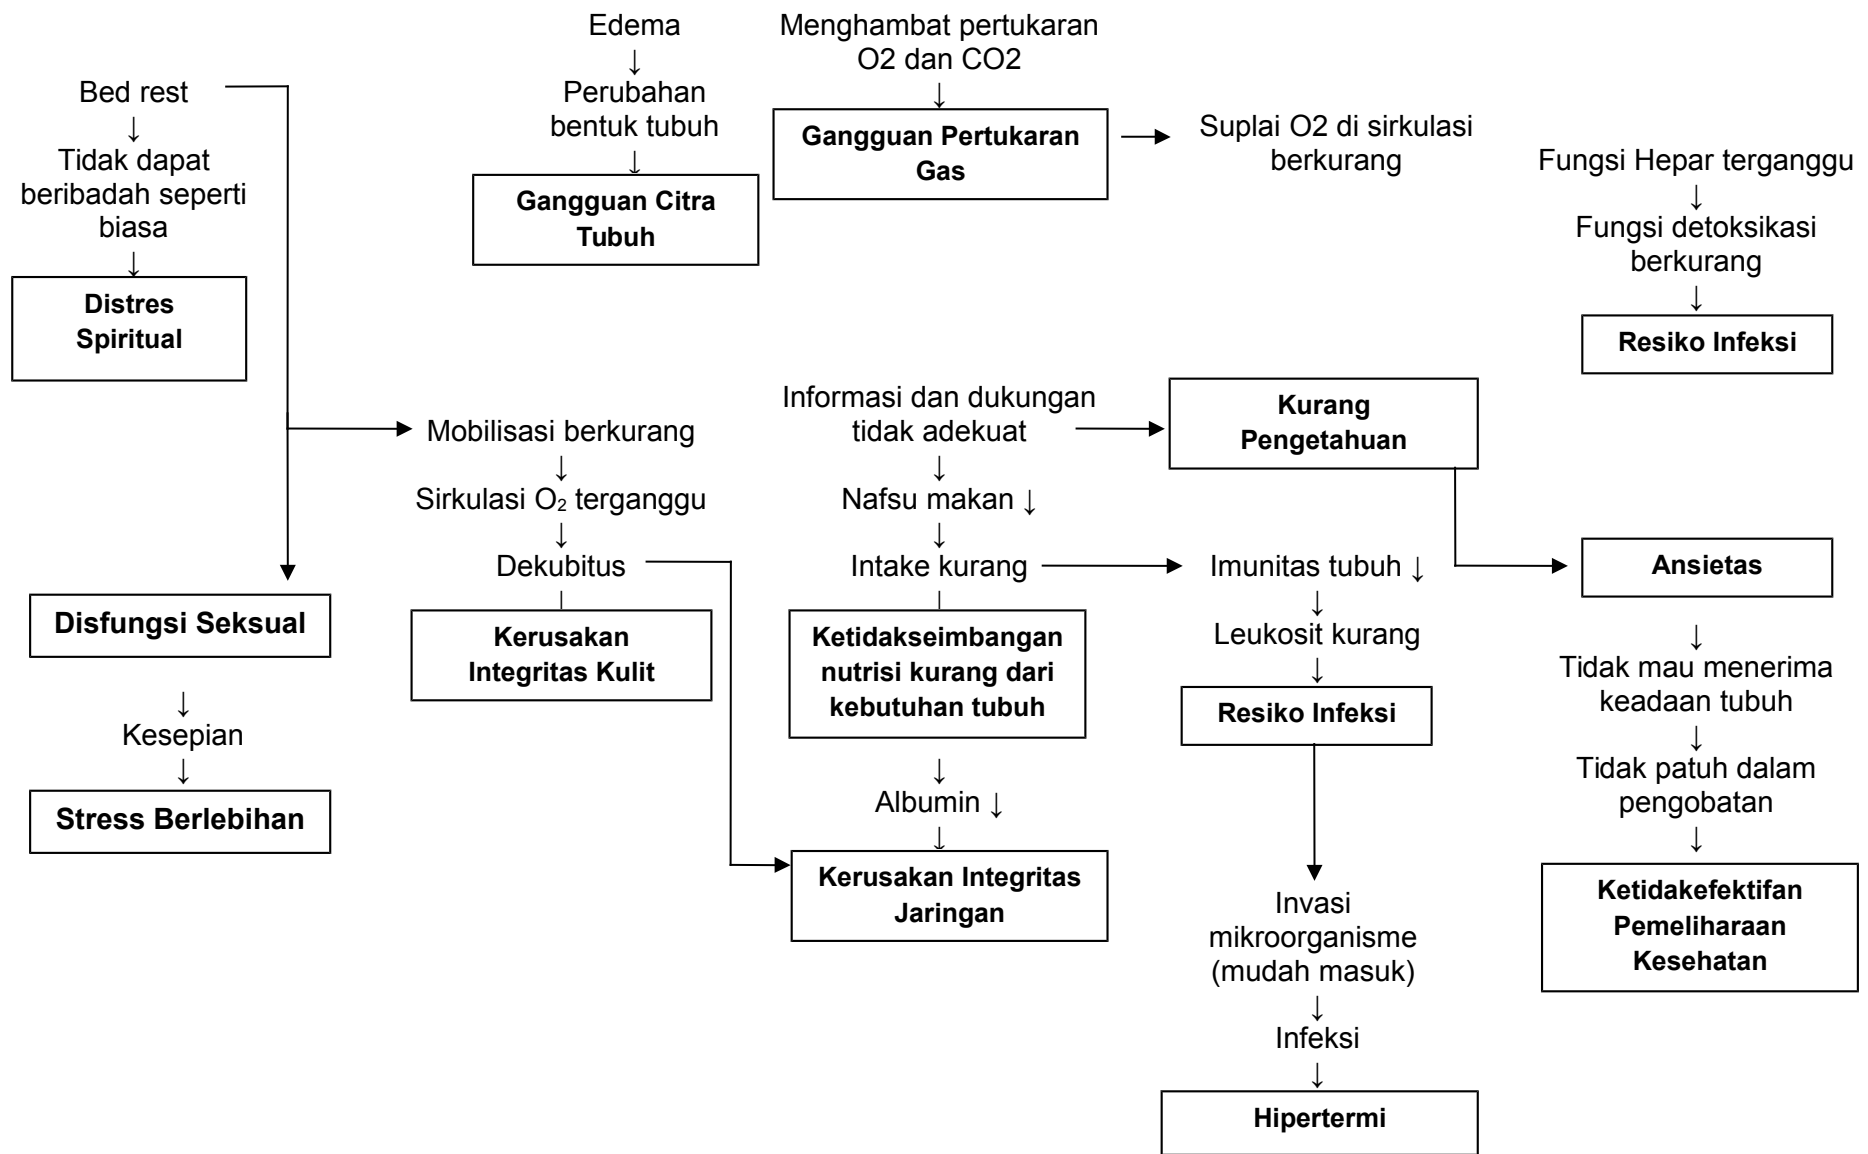 Edema
↓
Perubahan
bentuk tubuh
↓
Gangguan Citra
Tubuh
Menghambat pertukaran
O2 dan CO2
↓
Gangguan Pertukaran
Gas
Suplai O2 di sirkulasi
berkurang
Bed rest
↓
Tidak dapat
beribadah seperti
biasa
↓
Distres
Spiritual
Fungsi Hepar terganggu
↓
Fungsi detoksikasi
berkurang
↓
Resiko Infeksi
Disfungsi Seksual
↓
Kesepian
↓
Stress Berlebihan
Mobilisasi berkurang
↓
Sirkulasi O₂ terganggu
↓
Dekubitus
Kerusakan
Integritas Kulit
Informasi dan dukungan
tidak adekuat
↓
Nafsu makan ↓
↓
Intake kurang
Ketidakseimbangan
nutrisi kurang dari
kebutuhan tubuh
↓
Albumin ↓
↓
Kerusakan Integritas
Jaringan
Kurang
Pengetahuan
Imunitas tubuh ↓
↓
Leukosit kurang
↓
Resiko Infeksi
Invasi
mikroorganisme
(mudah masuk)
↓
Infeksi
↓
Hipertermi
Ansietas
↓
Tidak mau menerima
keadaan tubuh
↓
Tidak patuh dalam
pengobatan
↓
Ketidakefektifan
Pemeliharaan
Kesehatan